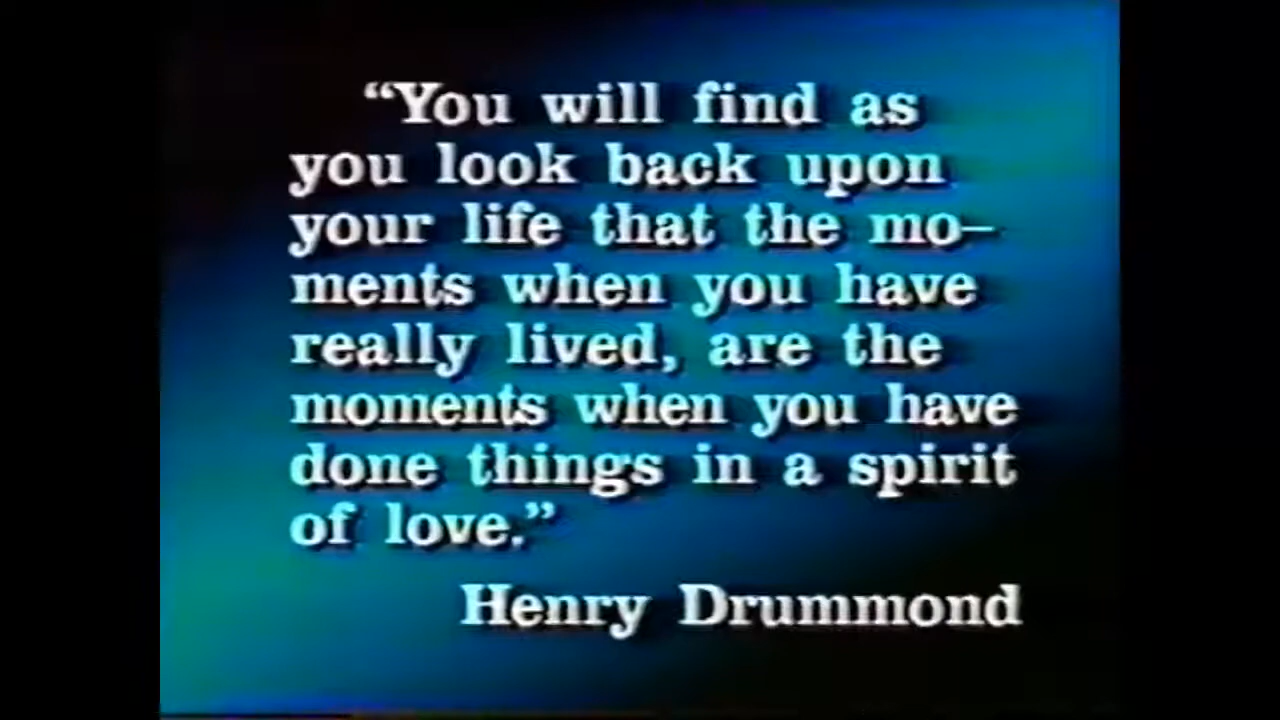 “You will find as
you look back upon
your life that the mo–
ments when you have
really lived, are the
moments when you have
done things in a spirit
of love.”
Henry Drummond